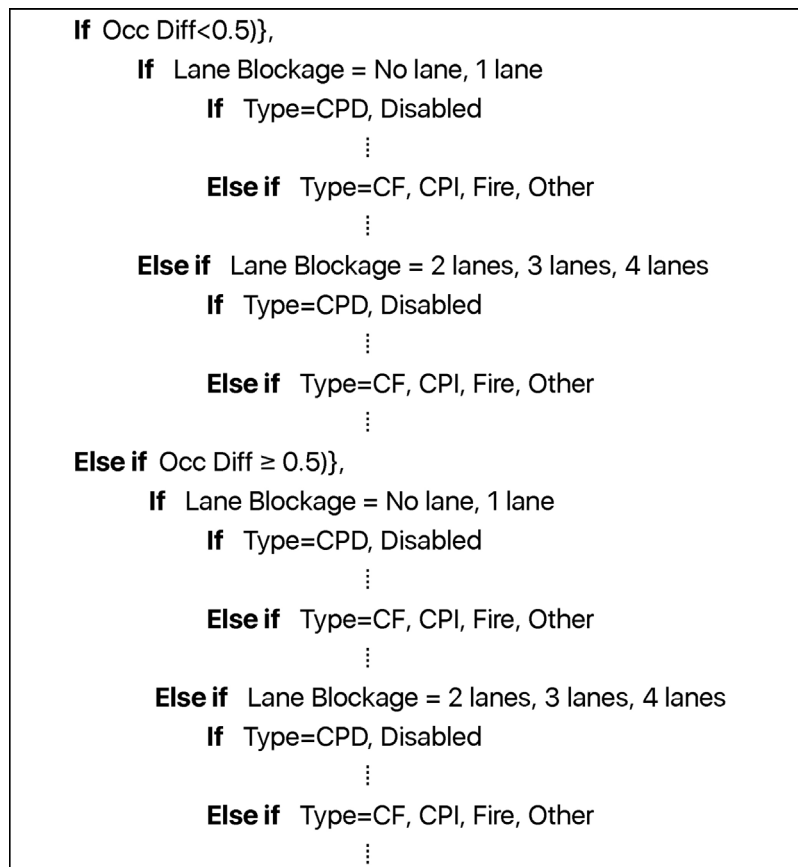 If Occ Diff<0.5)},
If Lane Blockage = No lane, 1 lane
If Type=CPD, Disabled
⋮
Else if Type=CF, CPI, Fire, Other
⋮
Else if Lane Blockage = 2 lanes, 3 lanes, 4 lanes
If Type=CPD, Disabled
⋮
Else if Type=CF, CPI, Fire, Other
⋮
Else if Occ Diff ≥ 0.5)},
If Lane Blockage = No lane, 1 lane
If Type=CPD, Disabled
⋮
Else if Type=CF, CPI, Fire, Other
⋮
Else if Lane Blockage = 2 lanes, 3 lanes, 4 lanes
If Type=CPD, Disabled
⋮
Else if Type=CF, CPI, Fire, Other
⋮